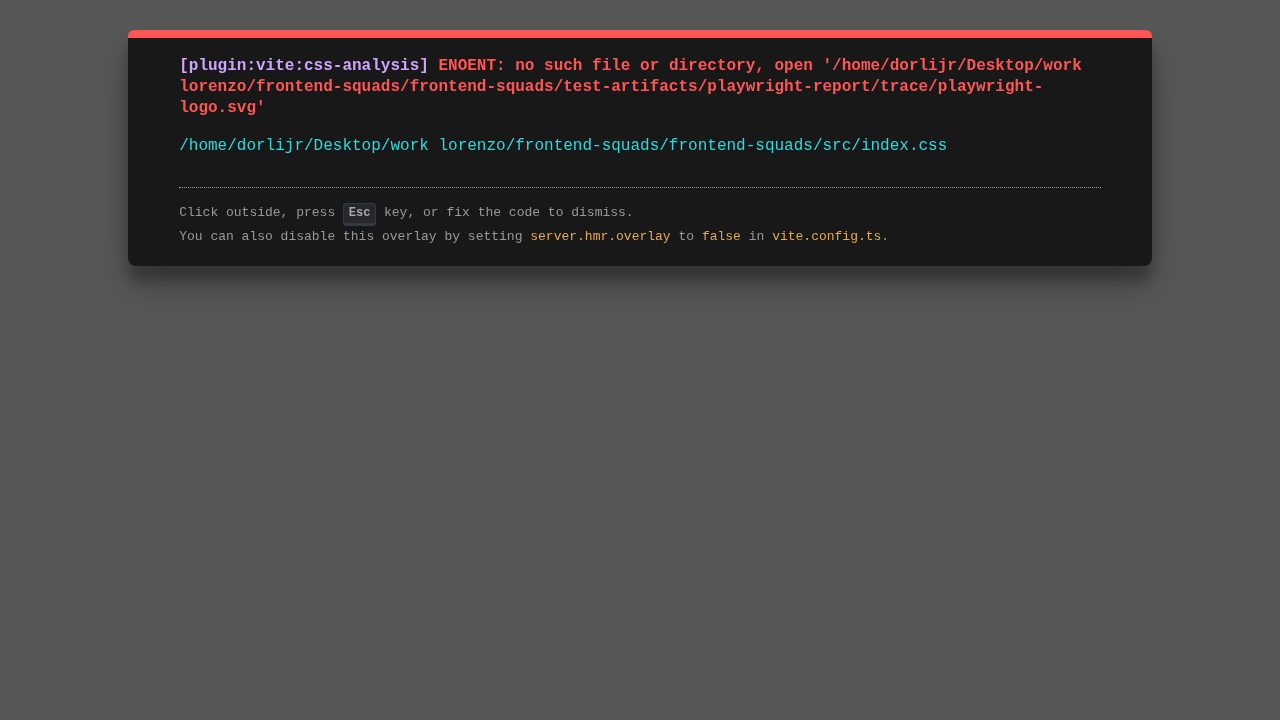 [plugin:vite:css-analysis] ENOENT: no such file or directory, open '/home/dorlijr/Desktop/work
lorenzo/frontend-squads/frontend-squads/test-artifacts/playwright-report/trace/playwright-
logo.svg'
/home/dorlijr/Desktop/work lorenzo/frontend-squads/frontend-squads/src/index.css
Click outside, press Esc key, or fix the code to dismiss.
You can also disable this overlay by setting server.hmr.overlay to false in vite.config.ts.